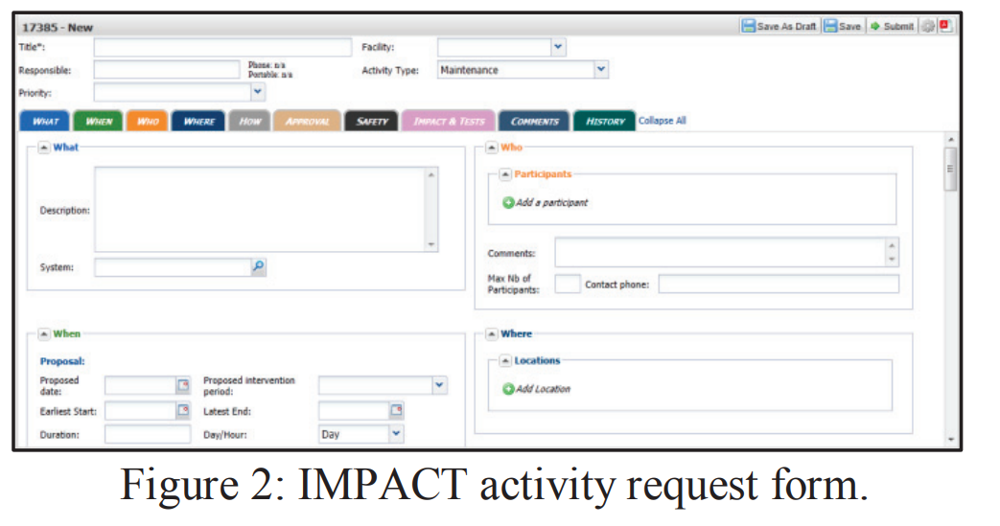 17385 - New
Save As Draft Save Submit
Title*: Facility:
Responsible: Phone: n/a
Portable: n/a
Activity Type: Maintenance
Priority:
WHAT WHEN WHO WHERE HOW APPROVAL SAFETY IMPACT & TESTS COMMENTS HISTORY Collapse All
What
Description:
System:
Who
Participants
Add a participant
Comments:
Max Nb of
Participants: Contact phone:
When
Proposal:
Proposed
date:
Proposed intervention
period:
Earliest Start: Latest End:
Duration: Day/Hour: Day
Where
Locations
Add Location
Figure 2: IMPACT activity request form.